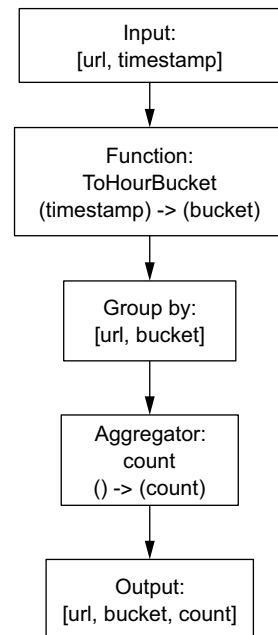 Input:
[url, timestamp]
Function:
ToHourBucket
(timestamp) -> (bucket)
Group by:
[url, bucket]
Aggregator:
count
() -> (count)
Output:
[url, bucket, count]